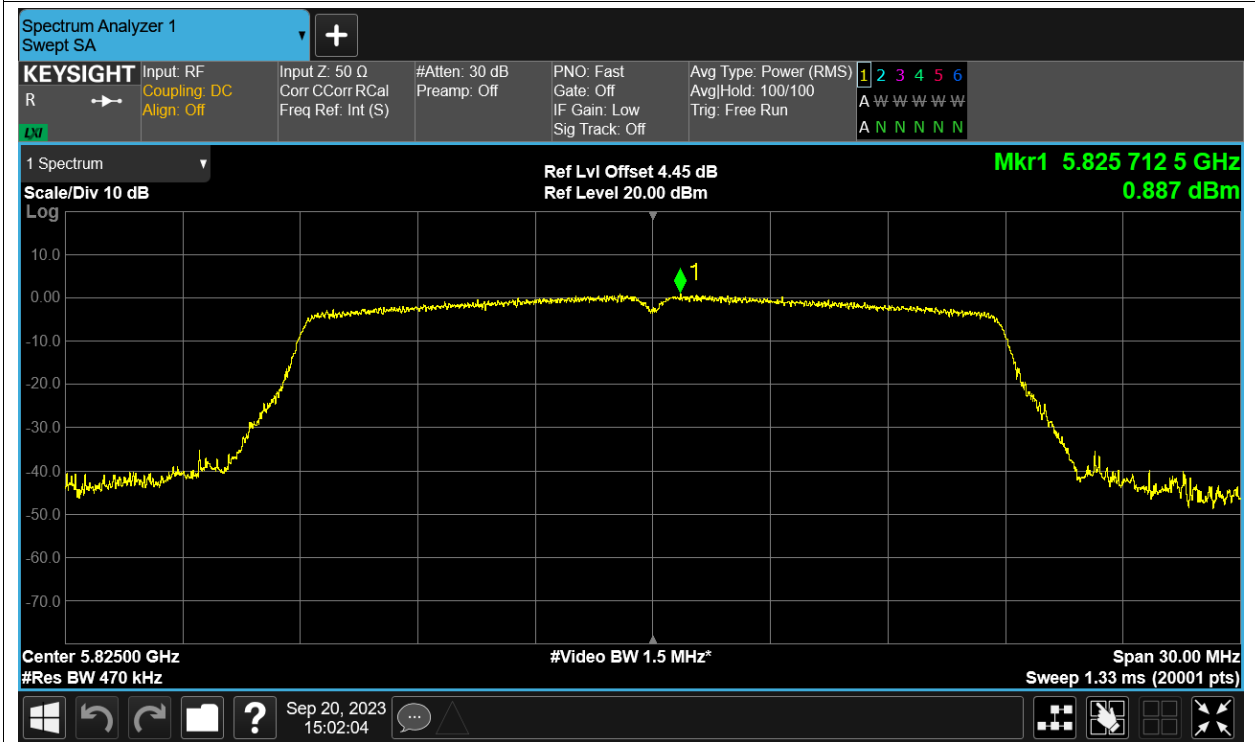 Spectrum Analyzer 1
Swept SA
▼
+
KEYSIGHT
R
LXI
Input: RF
Coupling: DC
Align: Off
Input Z: 50 Ω
Corr CCorr RCal
Freq Ref: Int (S)
#Atten: 30 dB
Preamp: Off
PNO: Fast
Gate: Off
IF Gain: Low
Sig Track: Off
Avg Type: Power (RMS)
Avg|Hold: 100/100
Trig: Free Run
1 2 3 4 5 6
A W W W W W
A N N N N N
1 Spectrum ▼
Scale/Div 10 dB
Log
Ref Lvl Offset 4.45 dB
Ref Level 20.00 dBm
Mkr1 5.825 712 5 GHz
0.887 dBm
1
10.0
0.00
-10.0
-20.0
-30.0
-40.0
-50.0
-60.0
-70.0
Center 5.82500 GHz
#Res BW 470 kHz
#Video BW 1.5 MHz*
Span 30.00 MHz
Sweep 1.33 ms (20001 pts)
?
Sep 20, 2023
15:02:04